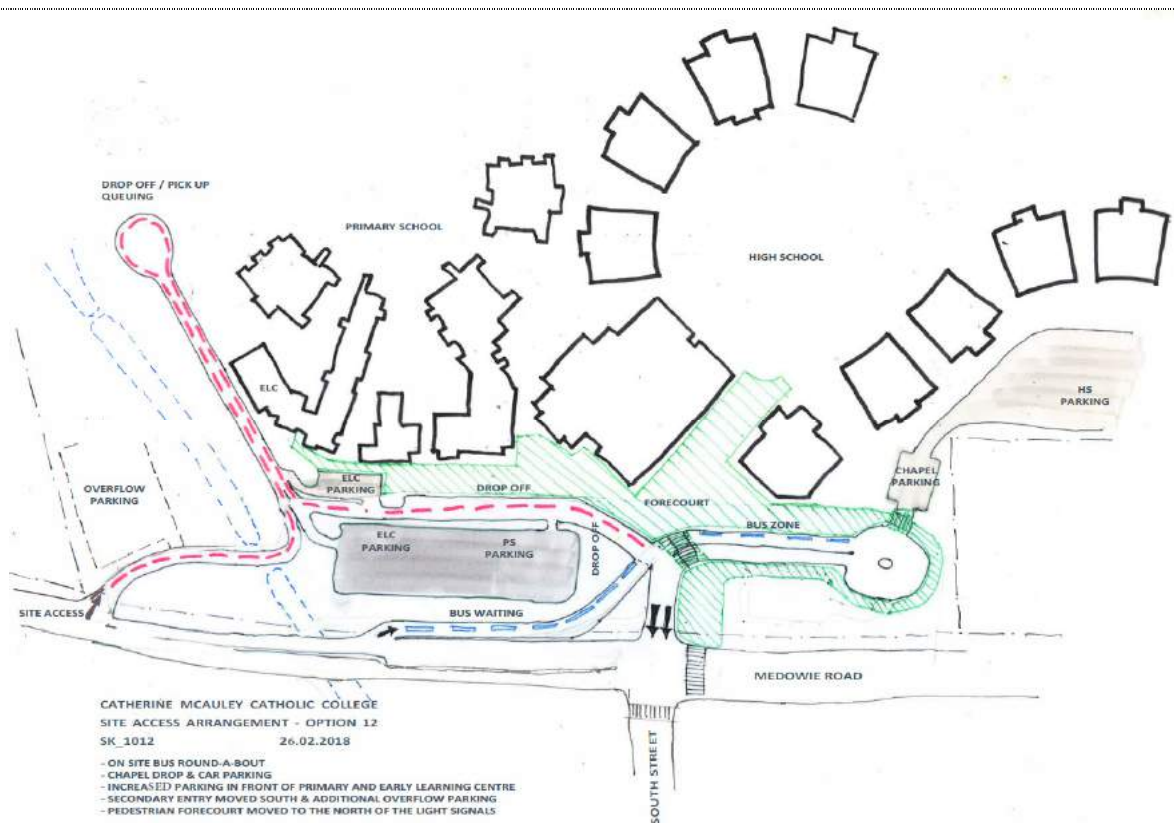 DROP OFF / PICK UP
QUEUING
PRIMARY SCHOOL
HIGH SCHOOL
ELC
HS
PARKING
OVERFLOW
PARKING
ELC
PARKING
DROP OFF
FORECOURT
CHAPEL
PARKING
BUS ZONE
ELC
PARKING
PS
PARKING
DROP OFF
SITE ACCESS
BUS WAITING
MEDOWIE ROAD
SOUTH STREET
CATHERINE MCAULEY CATHOLIC COLLEGE
SITE ACCESS ARRANGEMENT - OPTION 12
SK_1012 26.02.2018
- ON SITE BUS ROUND-A-BOUT
- CHAPEL DROP & CAR PARKING
- INCREASED PARKING IN FRONT OF PRIMARY AND EARLY LEARNING CENTRE
- SECONDARY ENTRY MOVED SOUTH & ADDITIONAL OVERFLOW PARKING
- PEDESTRIAN FORECOURT MOVED TO THE NORTH OF THE LIGHT SIGNALS